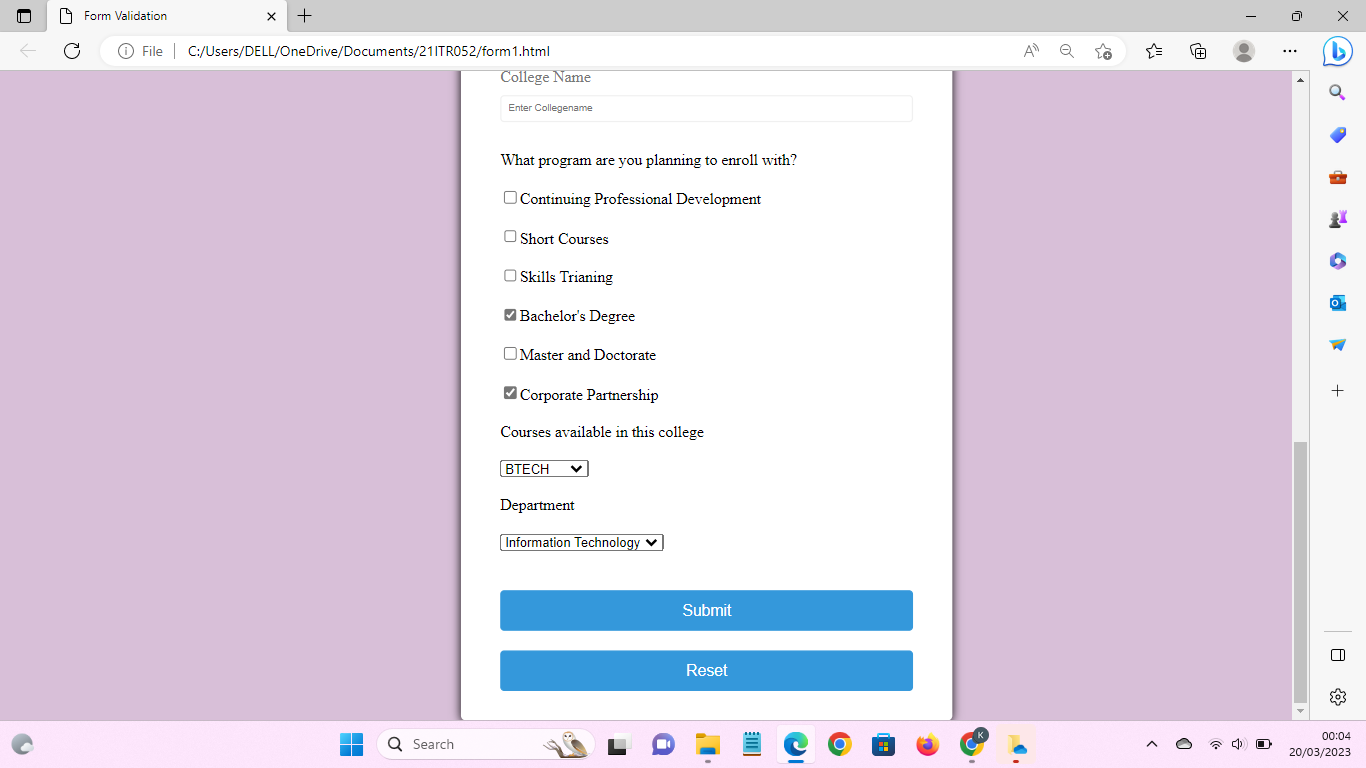 Form Validation
File
C:/Users/DELL/OneDrive/Documents/21ITR052/form1.html
College Name
Enter Collegename
What program are you planning to enroll with?
Continuing Professional Development
Short Courses
Skills Trianing
Bachelor's Degree
Master and Doctorate
Corporate Partnership
Courses available in this college
BTECH
Department
Information Technology
Submit
Reset
Search
K
00:04
20/03/2023